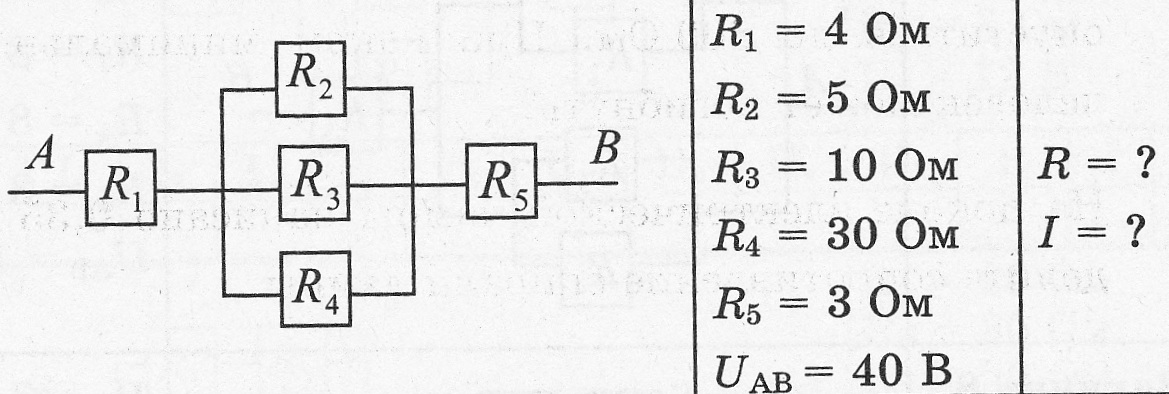 A
R₁
R₂
R₃
R₄
R₅
B
R₁ = 4 Ом
R₂ = 5 Ом
R₃ = 10 Ом
R₄ = 30 Ом
R₅ = 3 Ом
U_AB = 40 В
R = ?
I = ?